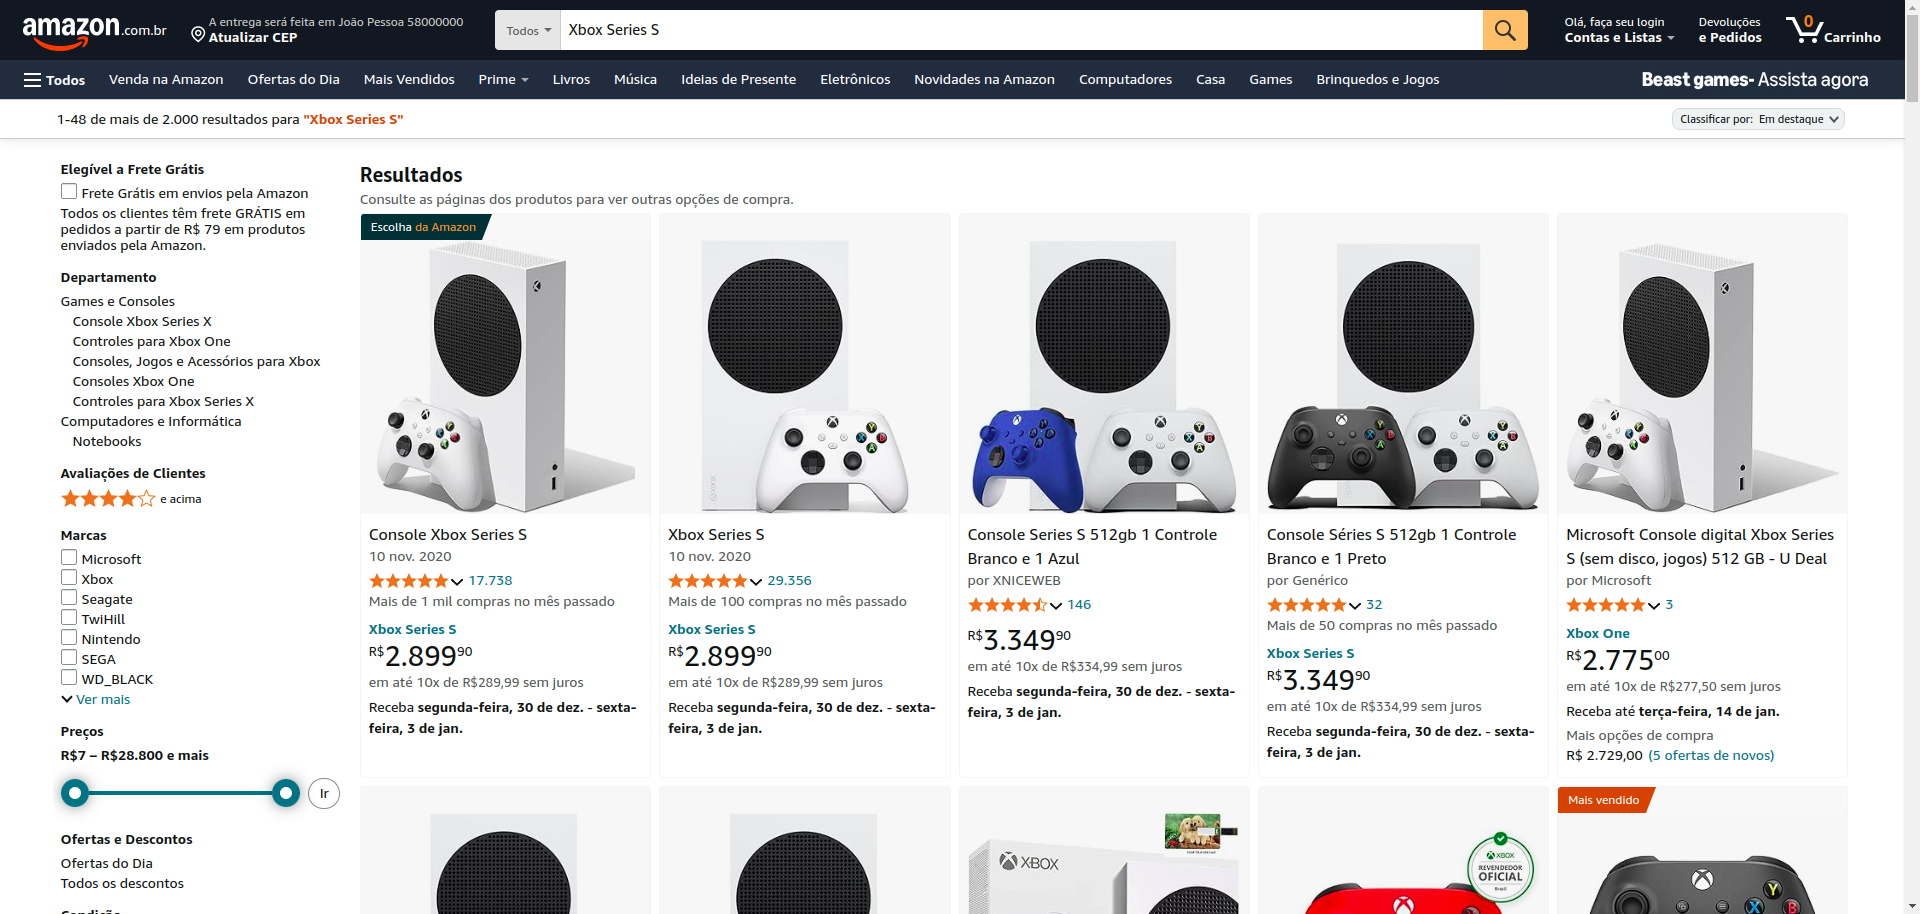 amazon.com.br
A entrega será feita em João Pessoa 58000000
Atualizar CEP
Todos
Xbox Series S
Olá, faça seu login
Contas e Listas
Devoluções
e Pedidos
0
Carrinho
Todos
Venda na Amazon
Ofertas do Dia
Mais Vendidos
Prime
Livros
Música
Ideias de Presente
Eletrônicos
Novidades na Amazon
Computadores
Casa
Games
Brinquedos e Jogos
Beast games- Assista agora
1-48 de mais de 2.000 resultados para "Xbox Series S"
Classificar por: Em destaque
Elegível a Frete Grátis
Frete Grátis em envios pela Amazon
Todos os clientes têm frete GRÁTIS em
pedidos a partir de R$ 79 em produtos
enviados pela Amazon.
Departamento
Games e Consoles
Console Xbox Series X
Controles para Xbox One
Consoles, Jogos e Acessórios para Xbox
Consoles Xbox One
Controles para Xbox Series X
Computadores e Informática
Notebooks
Avaliações de Clientes
e acima
Marcas
Microsoft
Xbox
Seagate
TwiHill
Nintendo
SEGA
WD_BLACK
Ver mais
Preços
R$7 – R$28.800 e mais
Ir
Ofertas e Descontos
Ofertas do Dia
Todos os descontos
Condição
Resultados
Consulte as páginas dos produtos para ver outras opções de compra.
Escolha da Amazon
Console Xbox Series S
10 nov. 2020
17.738
Mais de 1 mil compras no mês passado
Xbox Series S
R$2.89990
em até 10x de R$289,99 sem juros
Receba segunda-feira, 30 de dez. - sexta-
feira, 3 de jan.
Xbox Series S
10 nov. 2020
29.356
Mais de 100 compras no mês passado
Xbox Series S
R$2.89990
em até 10x de R$289,99 sem juros
Receba segunda-feira, 30 de dez. - sexta-
feira, 3 de jan.
Console Series S 512gb 1 Controle
Branco e 1 Azul
por XNICEWEB
146
R$3.34990
em até 10x de R$334,99 sem juros
Receba segunda-feira, 30 de dez. - sexta-
feira, 3 de jan.
Console Séries S 512gb 1 Controle
Branco e 1 Preto
por Genérico
32
Mais de 50 compras no mês passado
Xbox Series S
R$3.34990
em até 10x de R$334,99 sem juros
Receba segunda-feira, 30 de dez. - sexta-
feira, 3 de jan.
Microsoft Console digital Xbox Series
S (sem disco, jogos) 512 GB - U Deal
por Microsoft
3
Xbox One
R$2.77500
em até 10x de R$277,50 sem juros
Receba até terça-feira, 14 de jan.
Mais opções de compra
R$ 2.729,00 (5 ofertas de novos)
XBOX
XBOX
REVENDEDOR
OFICIAL
Brasil
Mais vendido
Y
X
B